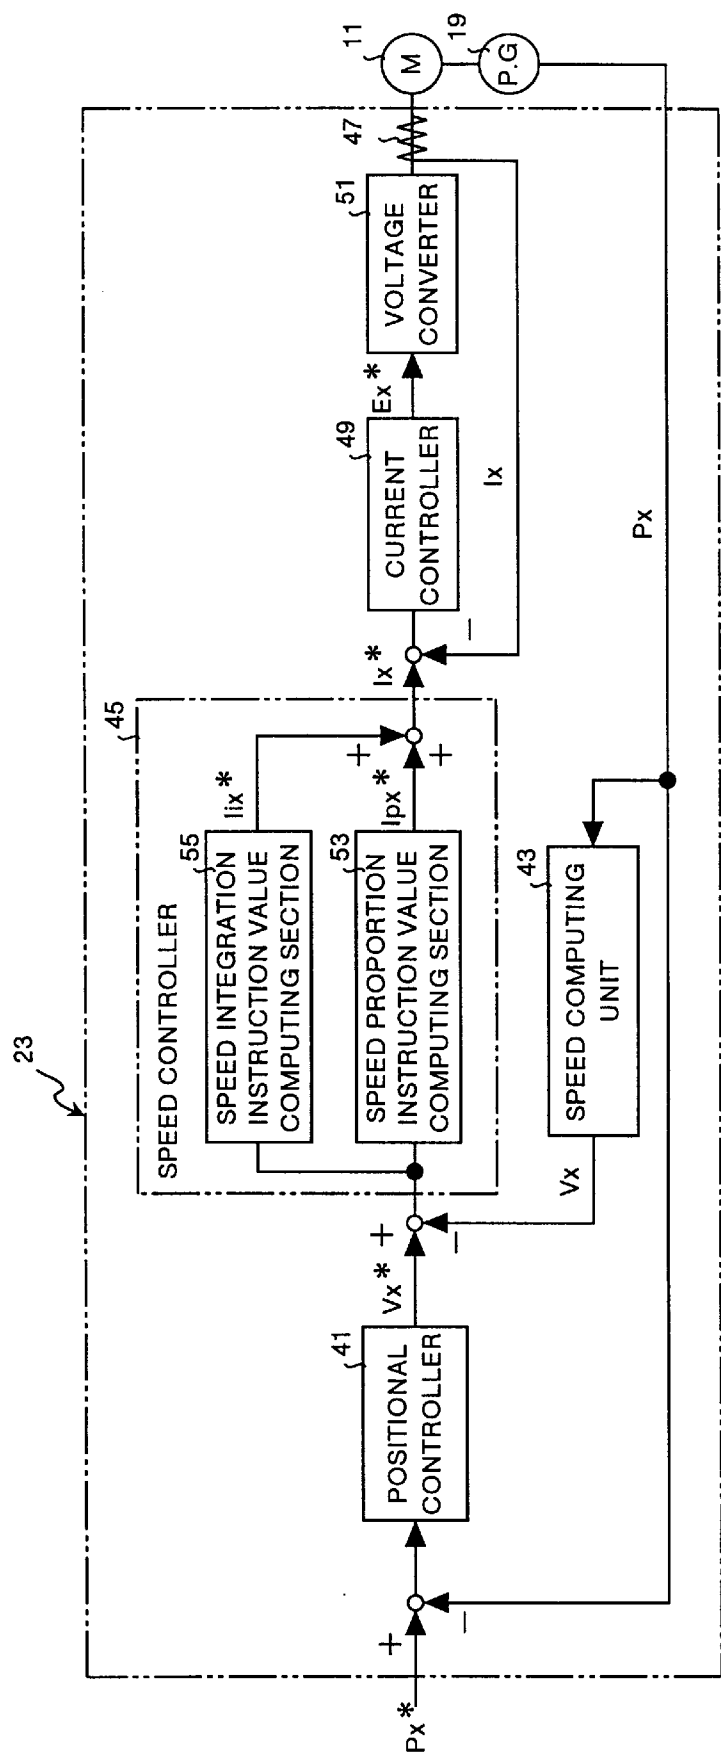 23
SPEED CONTROLLER
45
55
SPEED INTEGRATION
INSTRUCTION VALUE
COMPUTING SECTION
Iix*
53
SPEED PROPORTION
INSTRUCTION VALUE
COMPUTING SECTION
Ipx*
+
+
Px*
+
−
41
POSITIONAL
CONTROLLER
Vx*
+
−
Ix*
−
49
CURRENT
CONTROLLER
Ex*
51
VOLTAGE
CONVERTER
47
11
M
19
P.G
Ix
Vx
43
SPEED COMPUTING
UNIT
Px